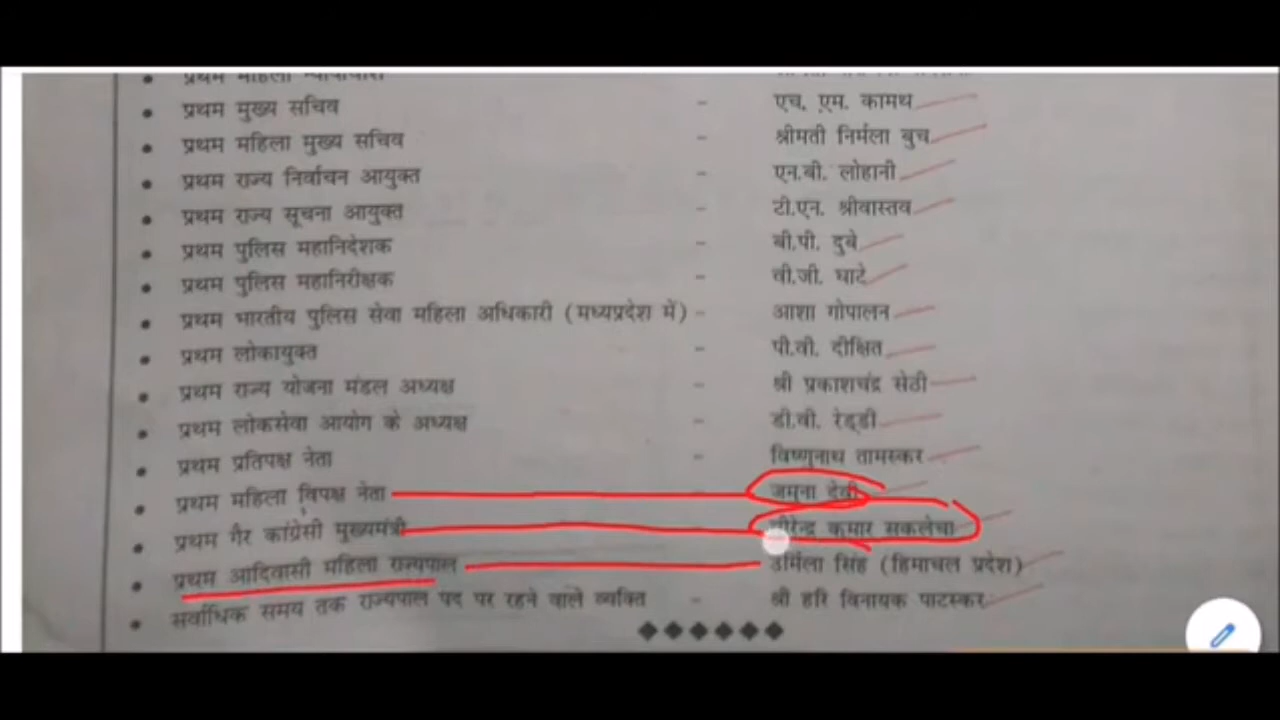 प्रथम महिला
प्रथम मुख्य सचिव - एच. एम. कामथ
प्रथम महिला मुख्य सचिव - श्रीमती निर्मला बुच
प्रथम राज्य निर्वाचन आयुक्त - एन.बी. लोहानी
प्रथम राज्य सूचना आयुक्त - टी.एन. श्रीवास्तव
प्रथम पुलिस महानिदेशक - बी.पी. दुबे
प्रथम पुलिस महानिरीक्षक - वी.जी. घाटे
प्रथम भारतीय पुलिस सेवा महिला अधिकारी (मध्यप्रदेश में) - आशा गोपालन
प्रथम लोकायुक्त - पी.वी. दीक्षित
प्रथम राज्य योजना मंडल अध्यक्ष - श्री प्रकाशचंद्र सेठी
प्रथम लोकसेवा आयोग के अध्यक्ष - डी.वी. रेड्डी
प्रथम प्रतिपक्ष नेता - विष्णुनाथ तामस्कर
प्रथम महिला विपक्ष नेता जमुना देवी
प्रथम गैर कांग्रेसी मुख्यमंत्री वीरेन्द्र कुमार सकलेचा
प्रथम आदिवासी महिला राज्यपाल उर्मिला सिंह (हिमाचल प्रदेश)
सर्वाधिक समय तक राज्यपाल पद पर रहने वाले व्यक्ति - श्री हरि विनायक पाटस्कर